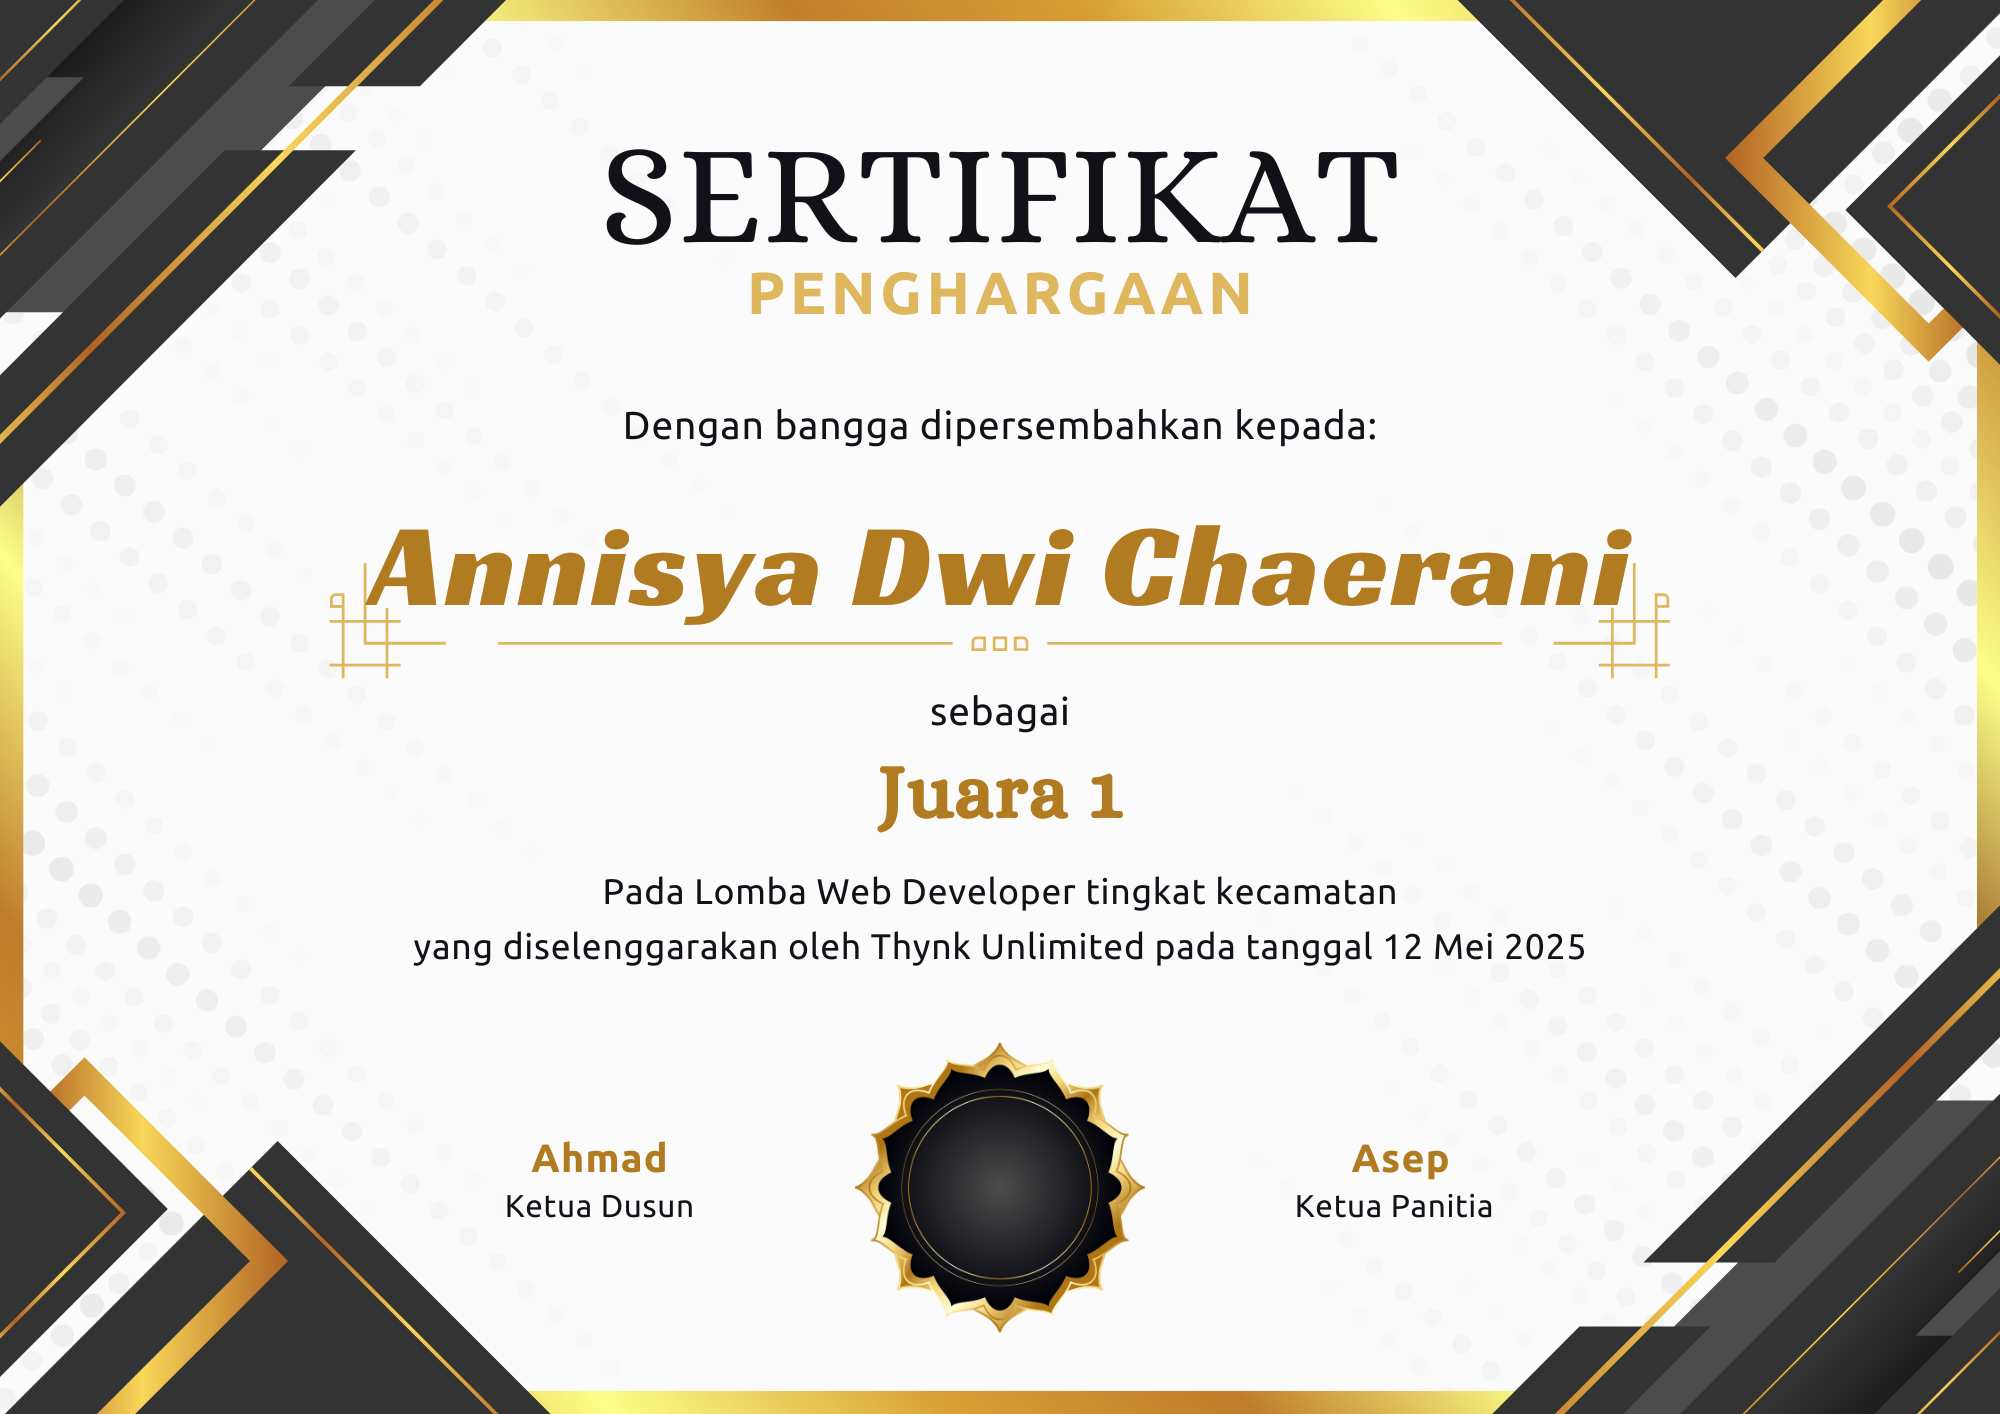 SERTIFIKAT
PENGHARGAAN
Dengan bangga dipersembahkan kepada:
Annisya Dwi Chaerani
sebagai
Juara 1
Pada Lomba Web Developer tingkat kecamatan
yang diselenggarakan oleh Thynk Unlimited pada tanggal 12 Mei 2025
Ahmad
Ketua Dusun
Asep
Ketua Panitia